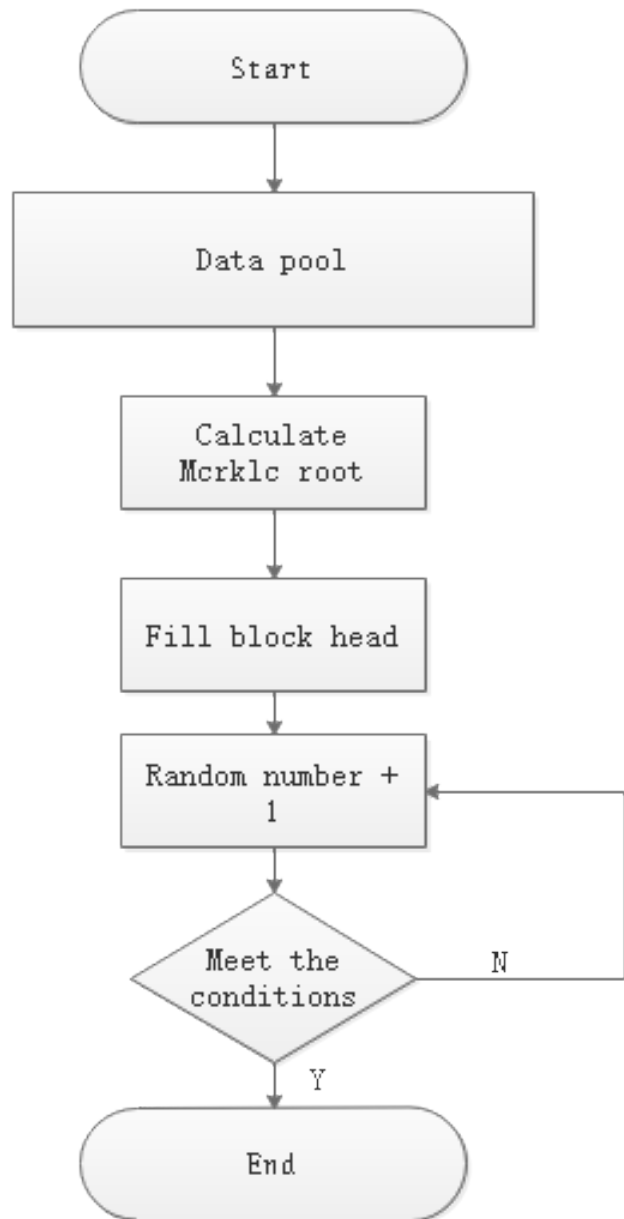 Start
Data pool
Calculate
Mcrklc root
Fill block head
Random number +
1
Meet the
conditions
N
Y
End